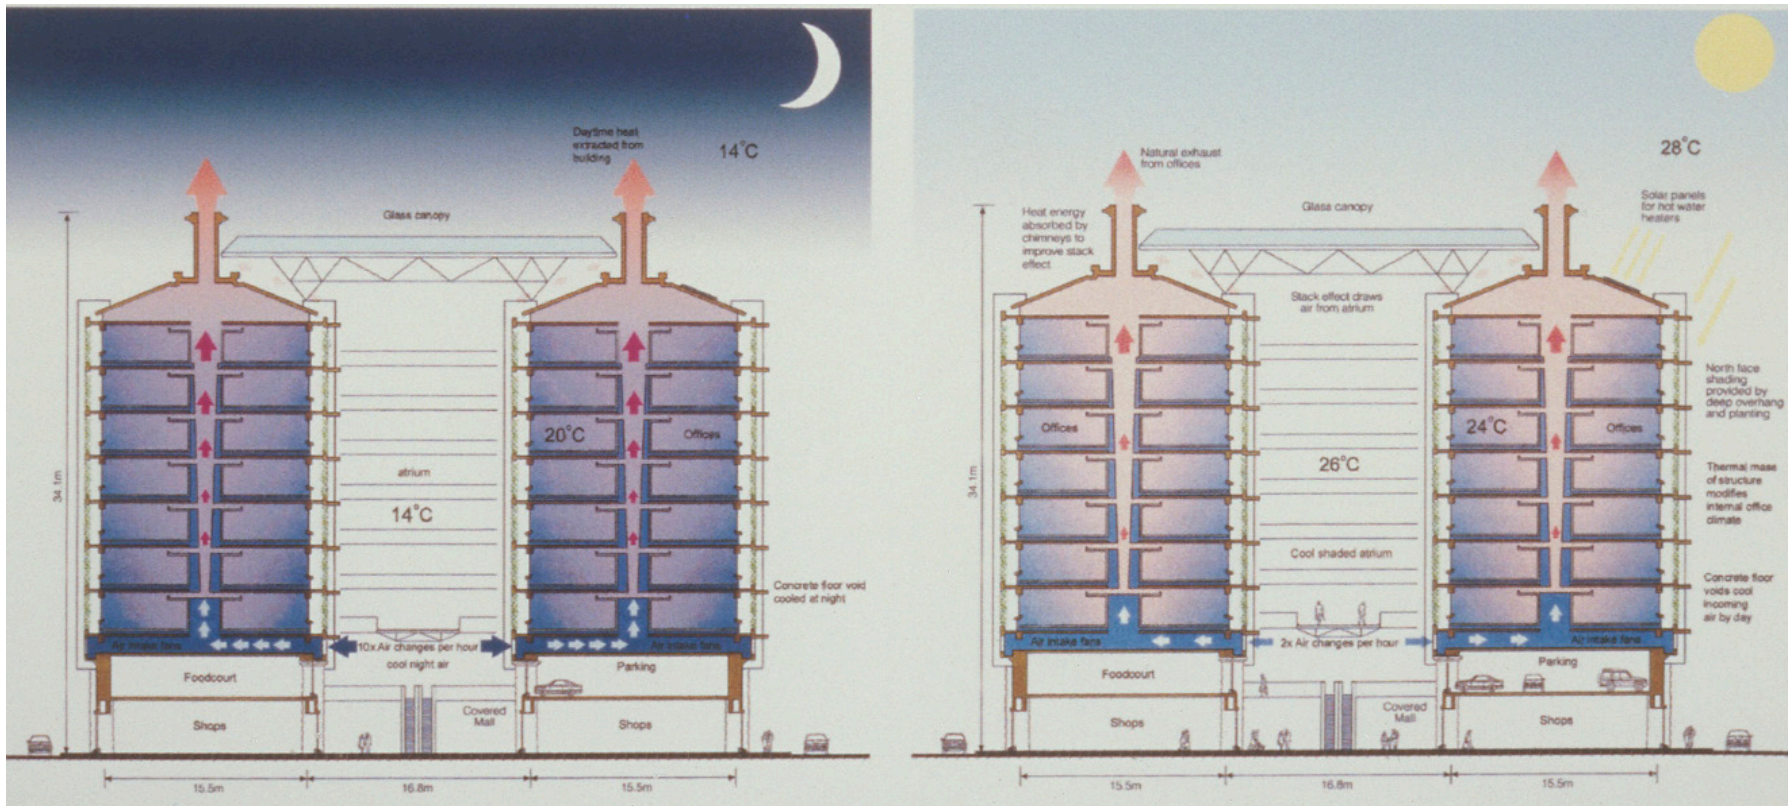 Daytime heat
extracted from
building
14°C
Glass canopy
34.1m
20°C
Offices
atrium
14°C
Concrete floor void
cooled at night
Air intake fans
10x Air changes per hour
cool night air
Air intake fans
Foodcourt
Parking
Shops
Covered
Mall
Shops
15.5m
16.8m
15.5m
Natural exhaust
from offices
28°C
Solar panels
for hot water
heaters
Heat energy
absorbed by
chimneys to
improve stack
effect
Glass canopy
Stack effect draws
air from atrium
34.1m
North face
shading
provided by
deep overhang
and planting
Offices
26°C
24°C
Offices
Thermal mass
of structure
modifies
internal office
climate
Cool shaded atrium
Concrete floor
voids cool
incoming
air by day
Air intake fans
2x Air changes per hour
Air intake fans
Foodcourt
Parking
Shops
Covered
Mall
Shops
15.5m
16.8m
15.5m